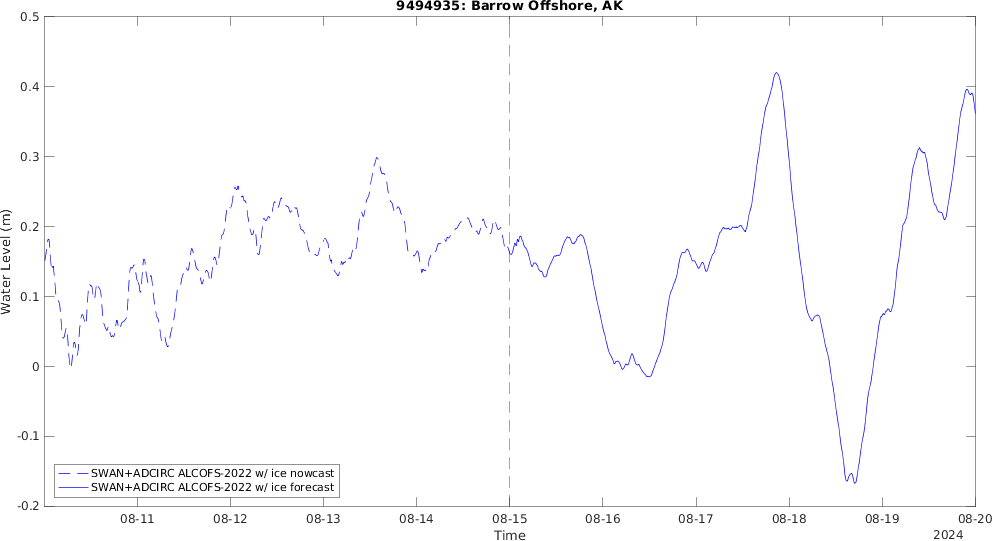 9494935: Barrow Offshore, AK
Water Level (m)
0.5
0.4
0.3
0.2
0.1
0
-0.1
-0.2
SWAN+ADCIRC ALCOFS-2022 w/ ice nowcast
SWAN+ADCIRC ALCOFS-2022 w/ ice forecast
08-11 08-12 08-13 08-14 08-15 08-16 08-17 08-18 08-19 08-20
Time
2024